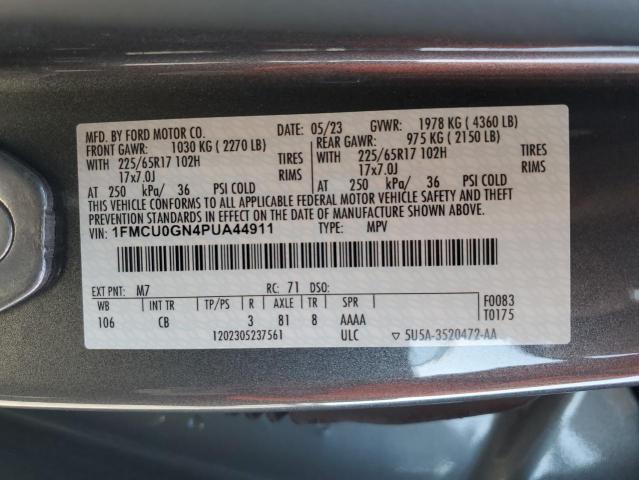 MFD. BY FORD MOTOR CO. DATE: 05/23 GVWR: 1978 KG (4360 LB)
FRONT GAWR: 1030 KG (2270 LB) REAR GAWR: 975 KG (2150 LB)
WITH 225/65R17 102H TIRES WITH 225/65R17 102H TIRES
17x7.0J RIMS 17x7.0J RIMS
AT 250 kPa/ 36 PSI COLD AT 250 kPa/ 36 PSI COLD
THIS VEHICLE CONFORMS TO ALL APPLICABLE FEDERAL MOTOR VEHICLE SAFETY AND THEFT
PREVENTION STANDARDS IN EFFECT ON THE DATE OF MANUFACTURE SHOWN ABOVE.
VIN: 1FMCU0GN4PUA44911 TYPE: MPV
EXT PNT: M7 RC: 71 DSO: F0083
WB INT TR TP/PS R AXLE TR SPR T0175
106 CB 3 81 8 AAAA
1202305237561 ULC ▽ 5U5A-3520472-AA